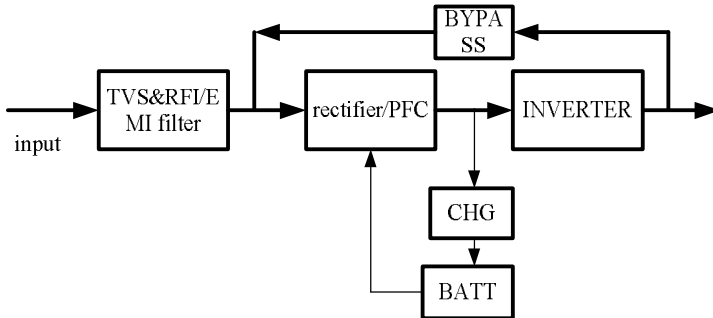 BYPA
SS
TVS&RFI/E
MI filter
rectifier/PFC
INVERTER
input
CHG
BATT